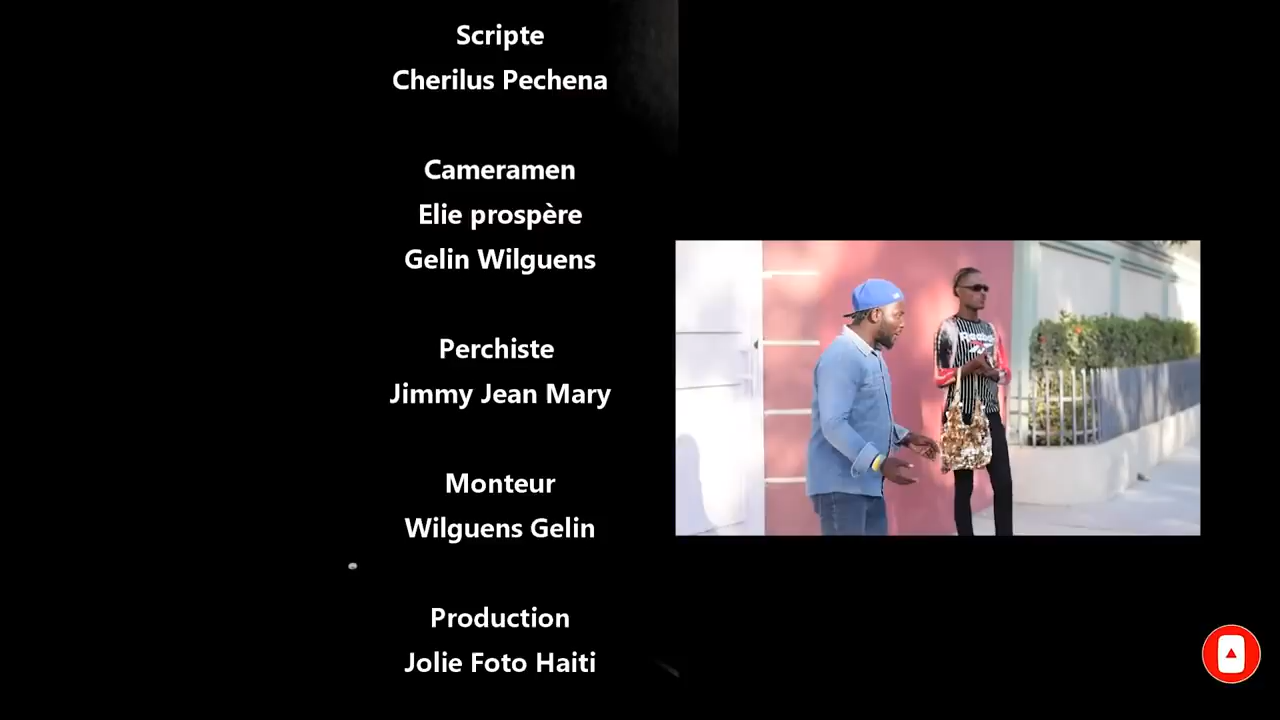 Scripte
Cherilus Pechena
Cameramen
Elie prospère
Gelin Wilguens
Perchiste
Jimmy Jean Mary
Monteur
Wilguens Gelin
Production
Jolie Foto Haiti